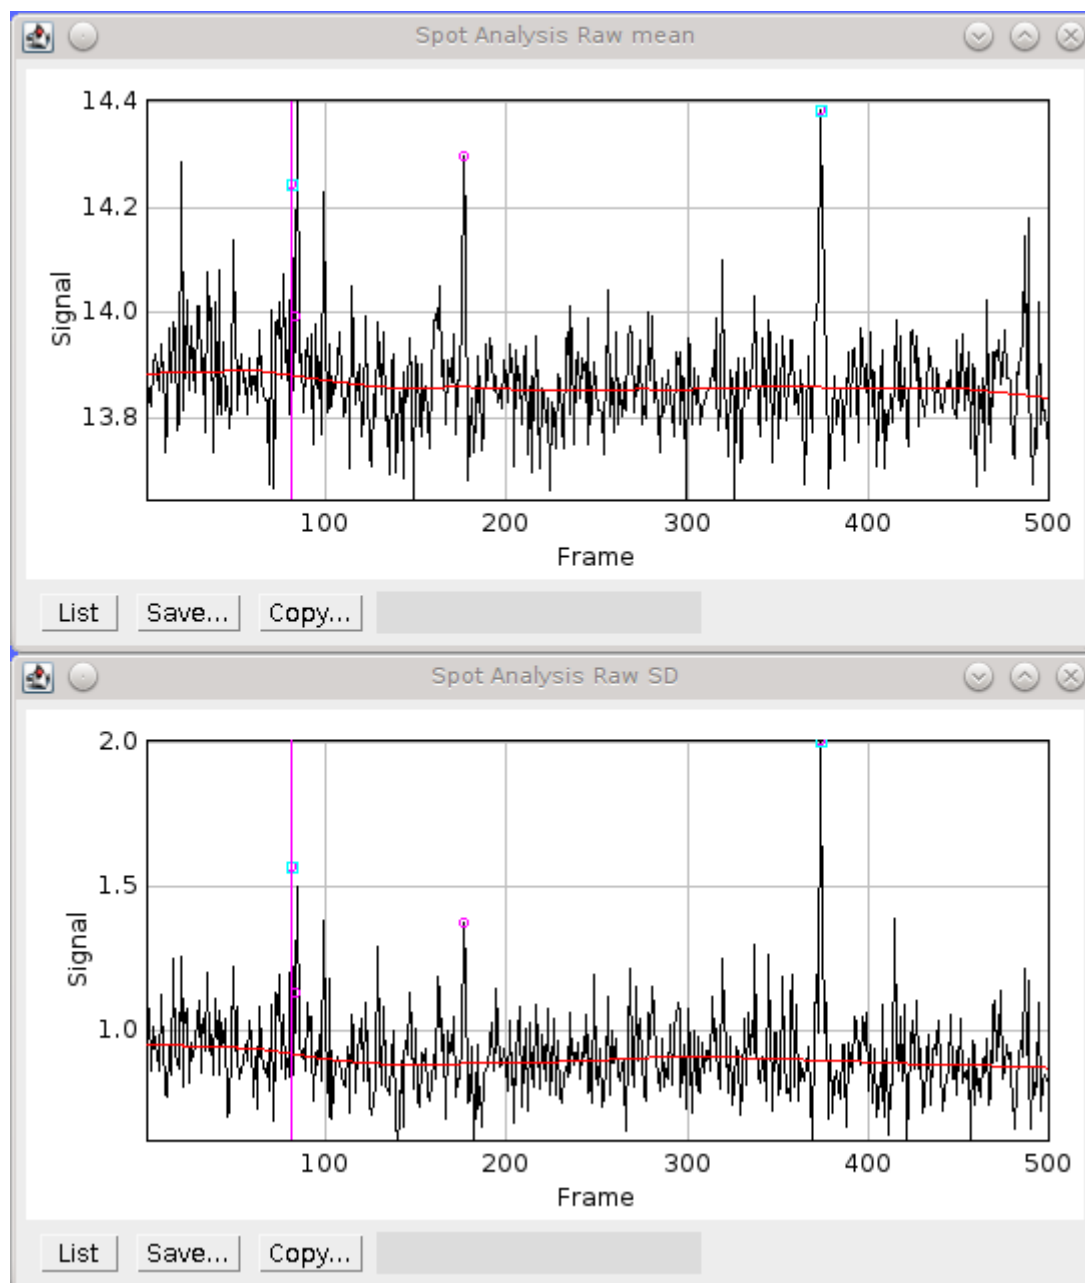 Spot Analysis Raw mean
14.4
14.2
14.0
13.8
Signal
100 200 300 400 500
Frame
List Save... Copy...
Spot Analysis Raw SD
2.0
1.5
1.0
Signal
100 200 300 400 500
Frame
List Save... Copy...